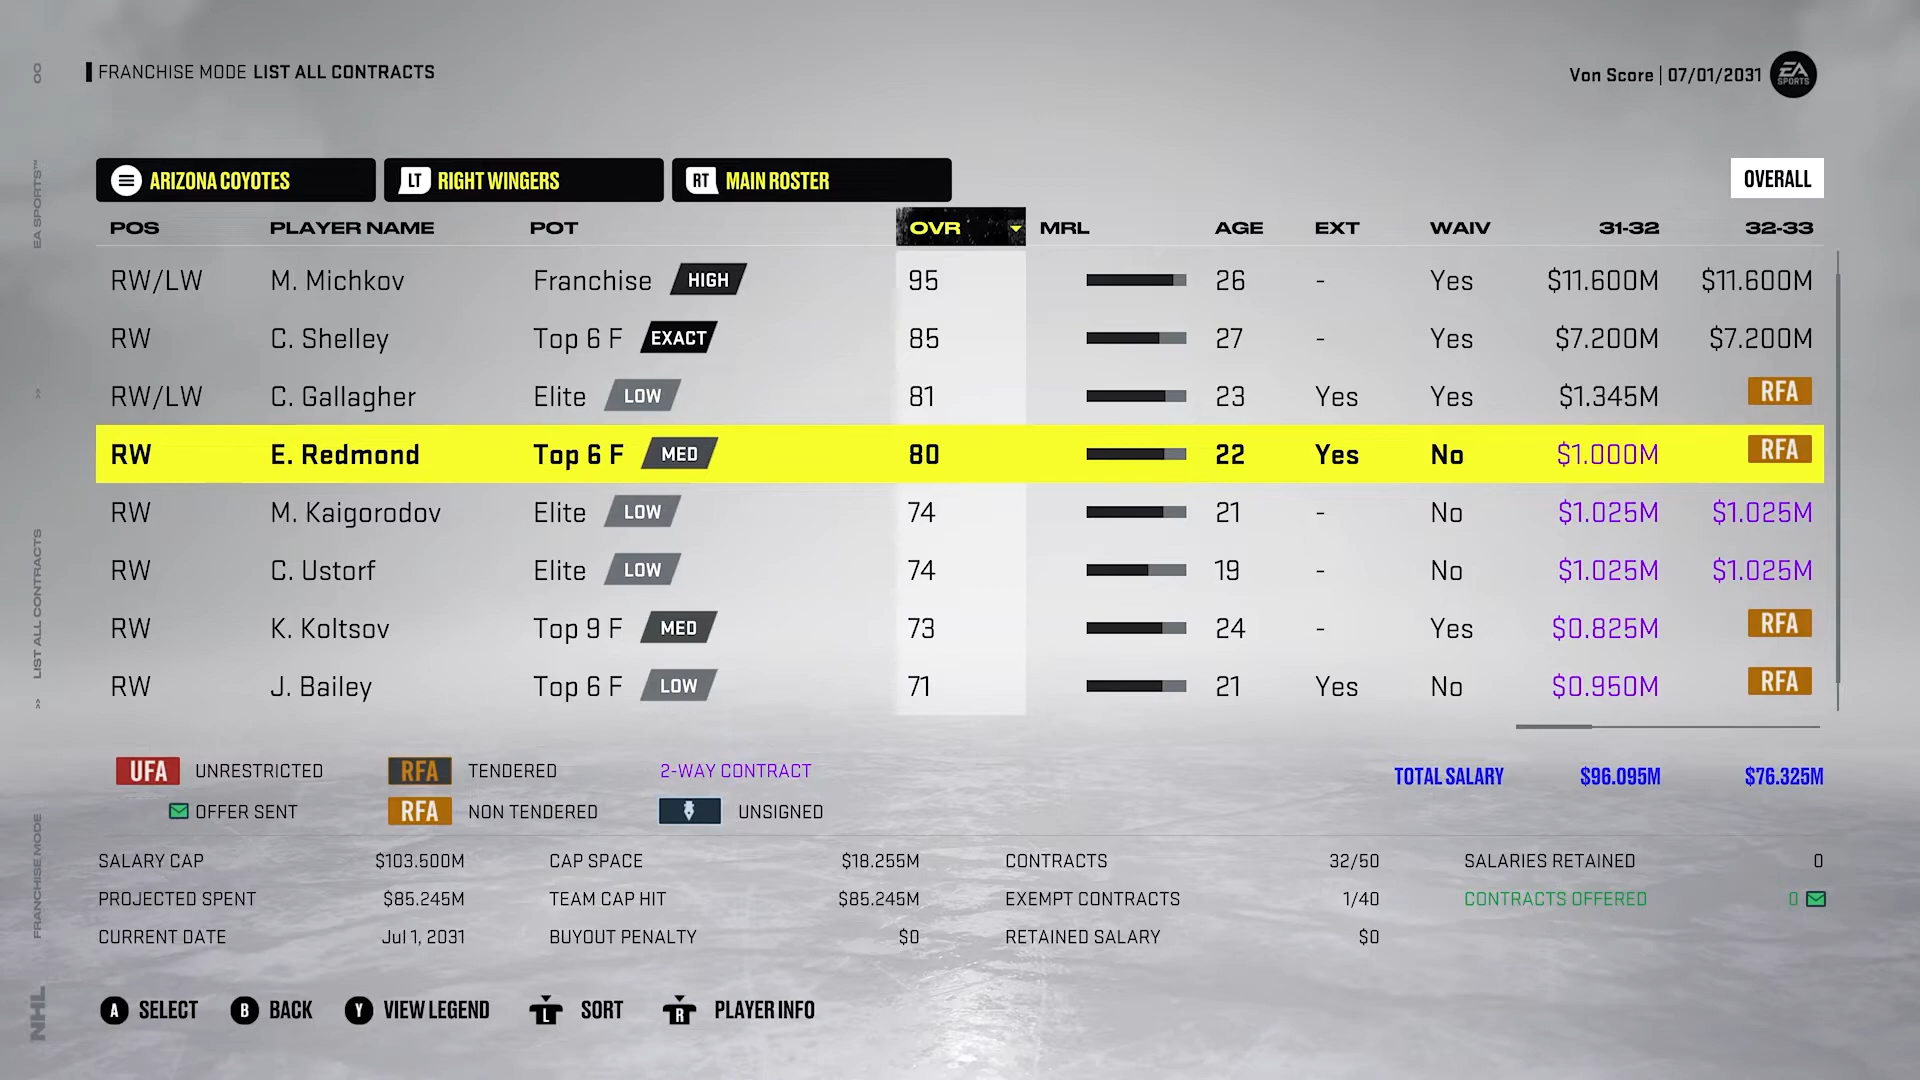 FRANCHISE MODE LIST ALL CONTRACTS
Von Score | 07/01/2031
EA SPORTS
ARIZONA COYOTES LT RIGHT WINGERS RT MAIN ROSTER OVERALL
POS PLAYER NAME POT OVR MRL AGE EXT WAIV 31-32 32-33
RW/LW M. Michkov Franchise HIGH 95 26 - Yes $11.600M $11.600M
RW C. Shelley Top 6 F EXACT 85 27 - Yes $7.200M $7.200M
RW/LW C. Gallagher Elite LOW 81 23 Yes Yes $1.345M RFA
RW E. Redmond Top 6 F MED 80 22 Yes No $1.000M RFA
RW M. Kaigorodov Elite LOW 74 21 - No $1.025M $1.025M
RW C. Ustorf Elite LOW 74 19 - No $1.025M $1.025M
RW K. Koltsov Top 9 F MED 73 24 - Yes $0.825M RFA
RW J. Bailey Top 6 F LOW 71 21 Yes No $0.950M RFA
UFA UNRESTRICTED RFA TENDERED 2-WAY CONTRACT TOTAL SALARY $96.095M $76.325M
OFFER SENT RFA NON TENDERED UNSIGNED
SALARY CAP $103.500M CAP SPACE $18.255M CONTRACTS 32/50 SALARIES RETAINED 0
PROJECTED SPENT $85.245M TEAM CAP HIT $85.245M EXEMPT CONTRACTS 1/40 CONTRACTS OFFERED 0
CURRENT DATE Jul 1, 2031 BUYOUT PENALTY $0 RETAINED SALARY $0
A SELECT B BACK Y VIEW LEGEND L SORT R PLAYER INFO
NHL FRANCHISE MODE >> LIST ALL CONTRACTS >> EA SPORTS™